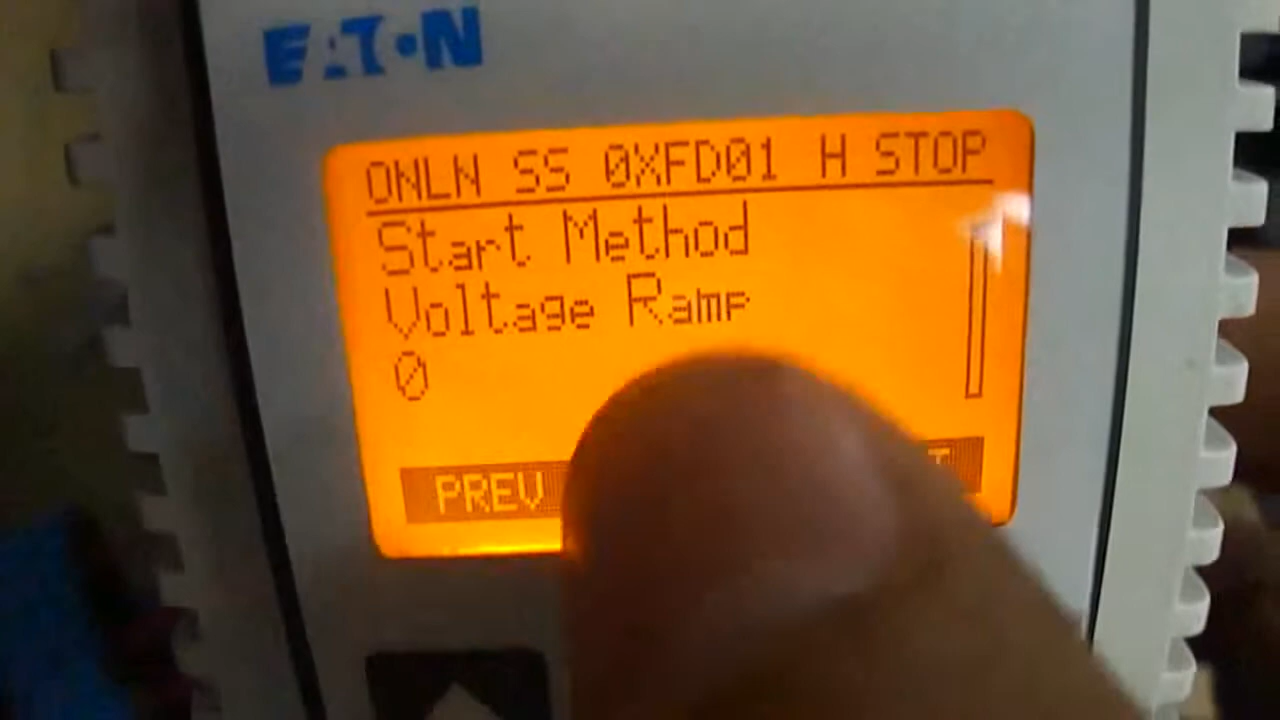 EATON
ONLN SS 0XFD01 H STOP
Start Method
Voltage Ramp
0
PREV